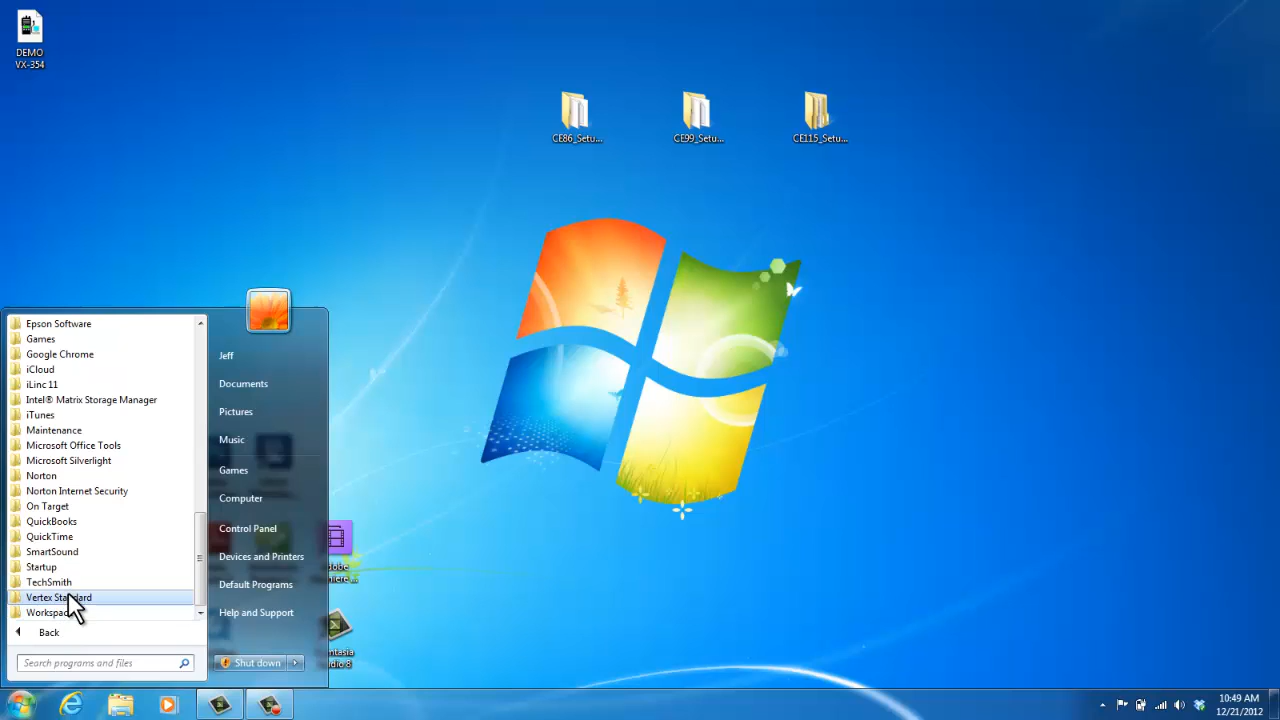 DEMO
VX-354
CE86_Setu...
CE99_Setu...
CE115_Setu...
Epson Software
Games
Google Chrome
iCloud
iLinc 11
Intel® Matrix Storage Manager
iTunes
Maintenance
Microsoft Office Tools
Microsoft Silverlight
Norton
Norton Internet Security
On Target
QuickBooks
QuickTime
SmartSound
Startup
TechSmith
Vertex Standard
Back
Search programs and files
Jeff
Documents
Pictures
Music
Games
Computer
Control Panel
Devices and Printers
Default Programs
Help and Support
Shut down
10:49 AM
12/21/2012